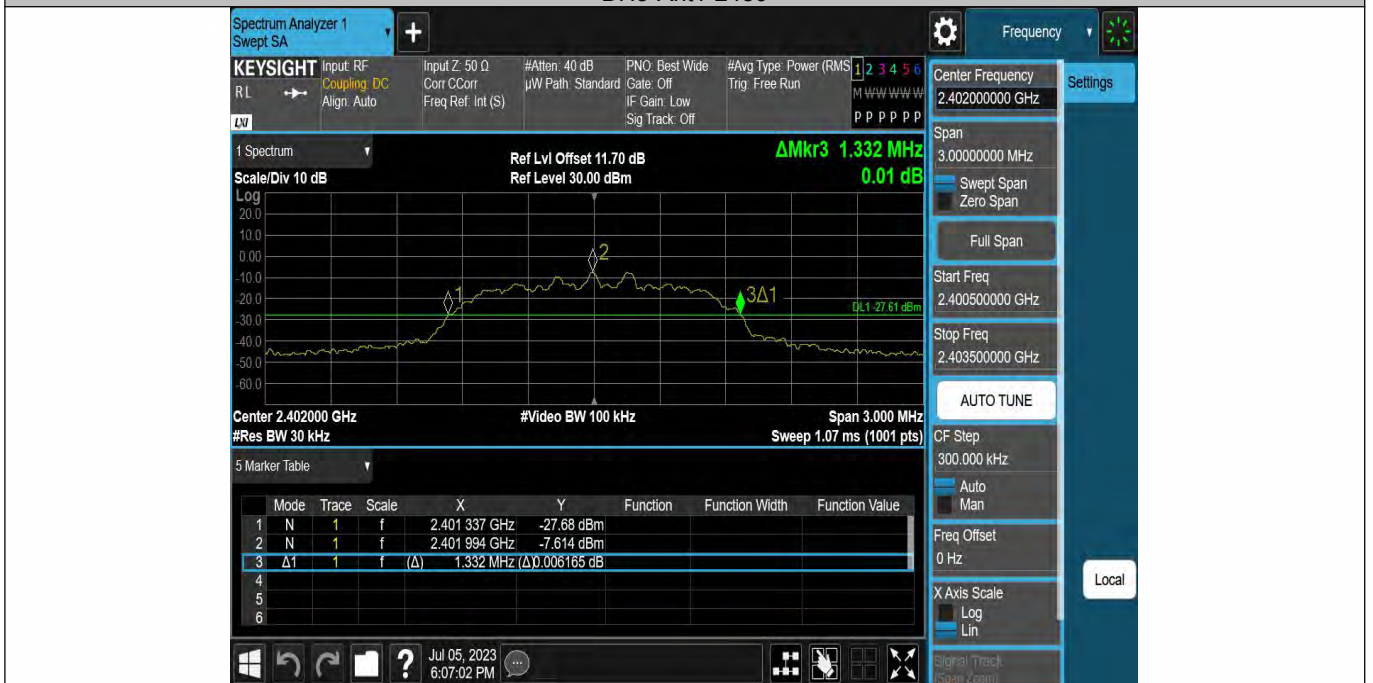 Spectrum Analyzer 1
Swept SA
Frequency
KEYSIGHT
RL
LXI
Input: RF
Coupling: DC
Align: Auto
Input Z: 50 Ω
Corr CCorr
Freq Ref: Int (S)
#Atten: 40 dB
µW Path: Standard
PNO: Best Wide
Gate: Off
IF Gain: Low
Sig Track: Off
#Avg Type: Power (RMS
Trig: Free Run
1 2 3 4 5 6
M W W W W W
P P P P P P
Center Frequency
2.402000000 GHz
Settings
Span
3.00000000 MHz
Swept Span
Zero Span
Full Span
Start Freq
2.400500000 GHz
Stop Freq
2.403500000 GHz
AUTO TUNE
CF Step
300.000 kHz
Auto
Man
Freq Offset
0 Hz
X Axis Scale
Log
Lin
Signal Track
(Span Zoom)
Local
1 Spectrum
Scale/Div 10 dB
Ref Lvl Offset 11.70 dB
Ref Level 30.00 dBm
ΔMkr3 1.332 MHz
0.01 dB
Log
20.0
10.0
0.00
-10.0
-20.0
-30.0
-40.0
-50.0
-60.0
1
2
3Δ1
DL1 -27.61 dBm
Center 2.402000 GHz
#Res BW 30 kHz
#Video BW 100 kHz
Span 3.000 MHz
Sweep 1.07 ms (1001 pts)
5 Marker Table
Mode Trace Scale X Y Function Function Width Function Value
1 N 1 f 2.401 337 GHz -27.68 dBm
2 N 1 f 2.401 994 GHz -7.614 dBm
3 Δ1 1 f (Δ) 1.332 MHz (Δ)0.006165 dB
4
5
6
?
Jul 05, 2023
6:07:02 PM